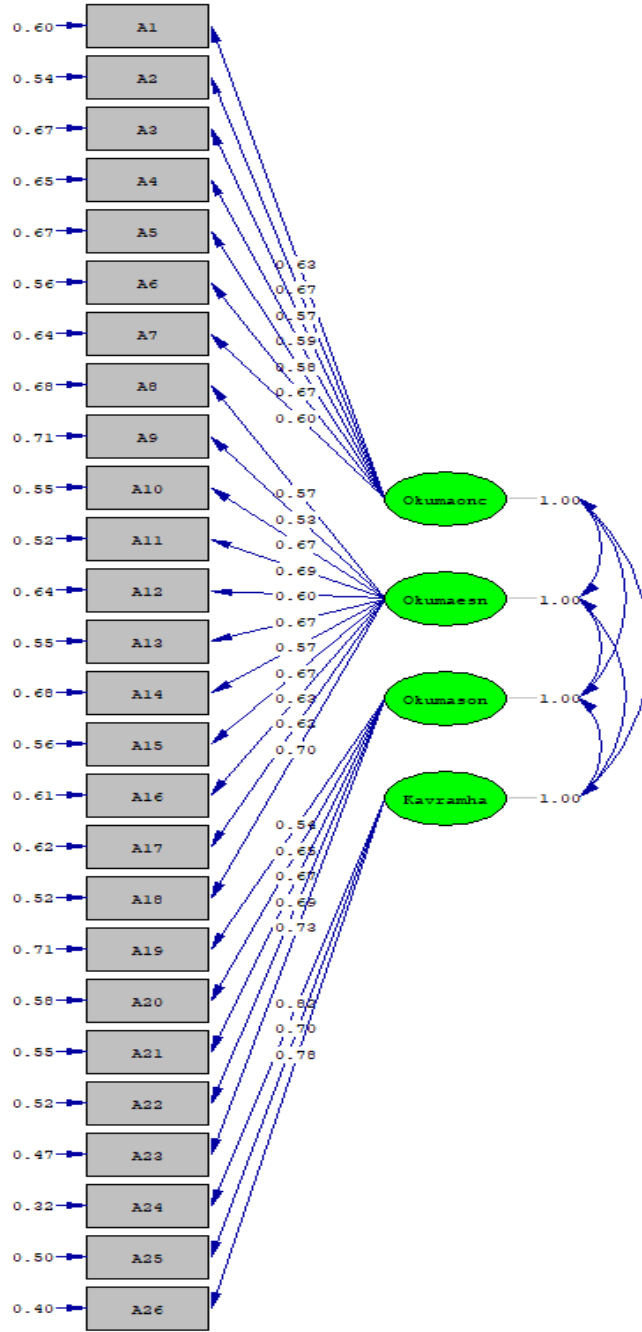 0.60 A1
0.54 A2
0.67 A3
0.65 A4
0.67 A5
0.56 A6
0.64 A7
0.68 A8
0.71 A9
0.55 A10
0.52 A11
0.64 A12
0.55 A13
0.68 A14
0.56 A15
0.61 A16
0.62 A17
0.52 A18
0.71 A19
0.58 A20
0.55 A21
0.52 A22
0.47 A23
0.32 A24
0.50 A25
0.40 A26
0.63
0.67
0.57
0.59
0.58
0.67
0.60
0.57
0.53
0.67
0.69
0.60
0.67
0.57
0.67
0.63
0.62
0.70
0.54
0.65
0.67
0.69
0.73
0.82
0.70
0.78
Okumaonc 1.00
Okumaesn 1.00
Okumason 1.00
Kavramha 1.00